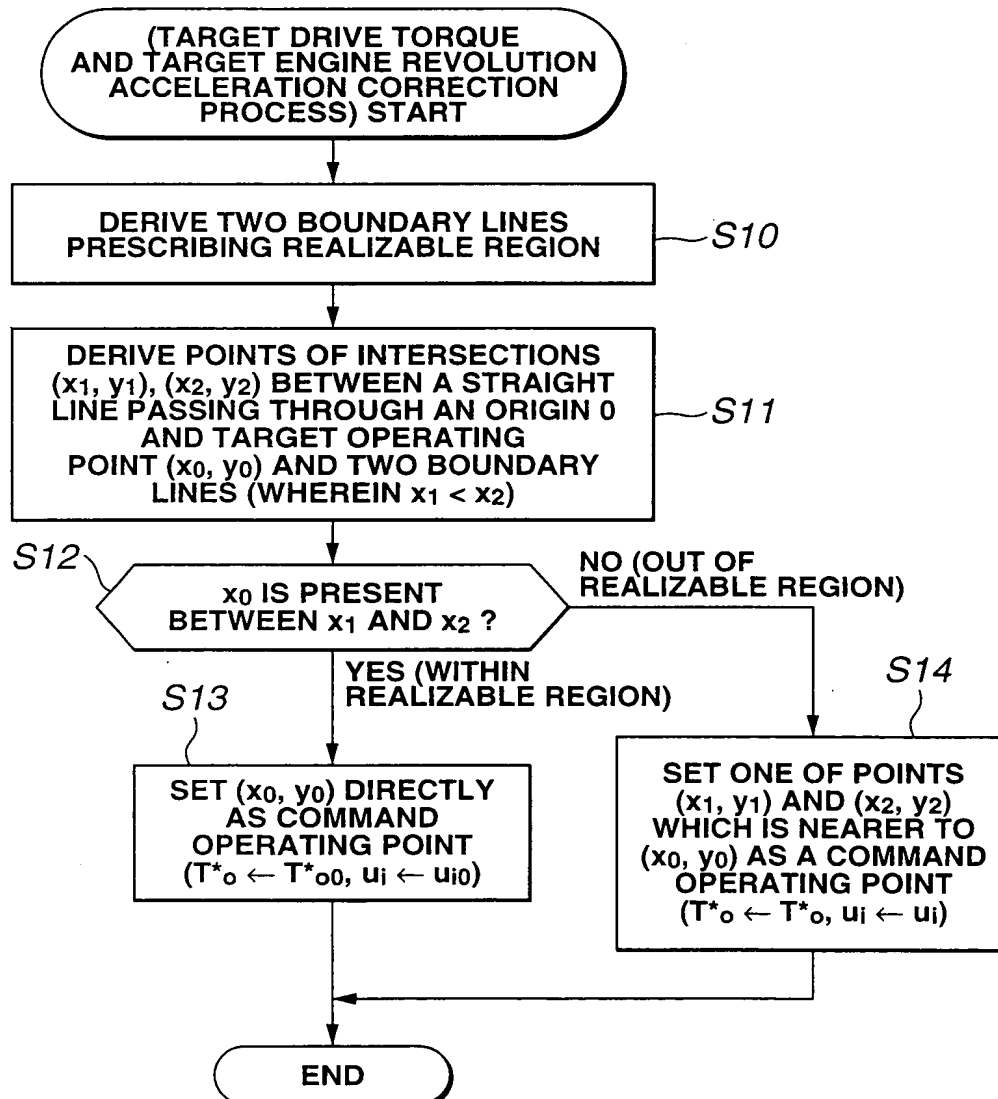 (TARGET DRIVE TORQUE
AND TARGET ENGINE REVOLUTION
ACCELERATION CORRECTION
PROCESS) START
DERIVE TWO BOUNDARY LINES
PRESCRIBING REALIZABLE REGION
S10
DERIVE POINTS OF INTERSECTIONS
(x1, y1), (x2, y2) BETWEEN A STRAIGHT
LINE PASSING THROUGH AN ORIGIN 0
AND TARGET OPERATING
POINT (x0, y0) AND TWO BOUNDARY
LINES (WHEREIN x1 < x2)
S11
S12
x0 IS PRESENT
BETWEEN x1 AND x2 ?
NO (OUT OF
REALIZABLE REGION)
YES (WITHIN
REALIZABLE REGION)
S13
SET (x0, y0) DIRECTLY
AS COMMAND
OPERATING POINT
(T*o ← T*o0, ui ← ui0)
S14
SET ONE OF POINTS
(x1, y1) AND (x2, y2)
WHICH IS NEARER TO
(x0, y0) AS A COMMAND
OPERATING POINT
(T*o ← T*o, ui ← ui)
END